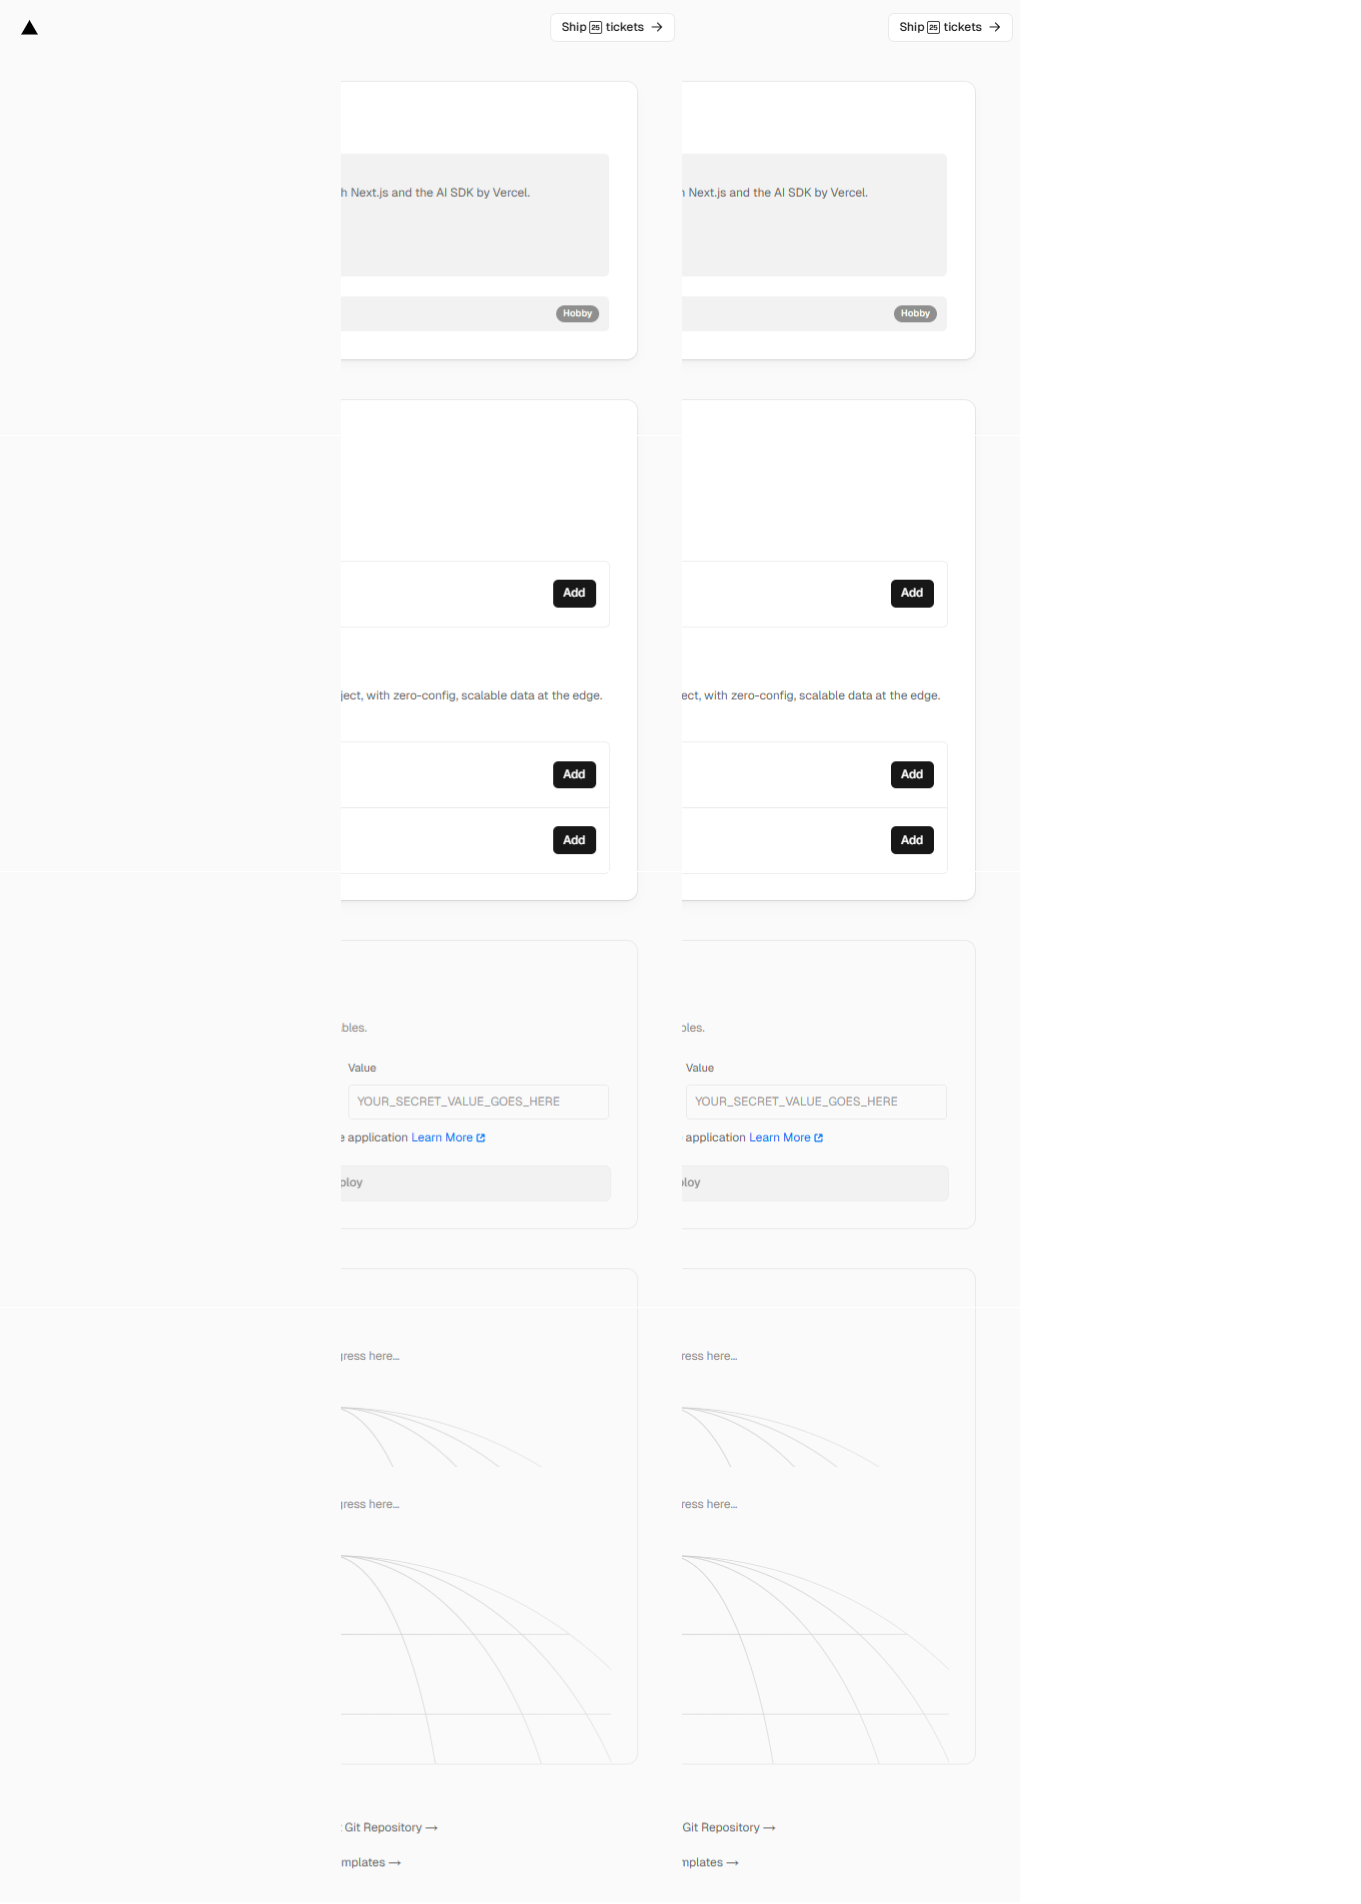 Ship 25 tickets → Ship 25 tickets →
Next.js and the AI SDK by Vercel. Next.js and the AI SDK by Vercel.
Hobby Hobby
Add Add
ject, with zero-config, scalable data at the edge. ect, with zero-config, scalable data at the edge.
Add Add
Add Add
bles. bles.
Value Value
YOUR_SECRET_VALUE_GOES_HERE YOUR_SECRET_VALUE_GOES_HERE
e application Learn More application Learn More
ploy loy
gress here... ress here...
gress here... ress here...
Git Repository → Git Repository →
mplates → mplates →